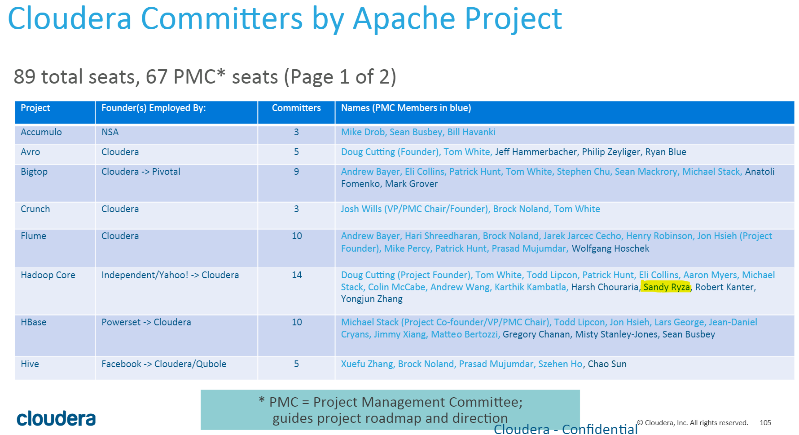 Cloudera Committers by Apache Project
89 total seats, 67 PMC* seats (Page 1 of 2)
Project Founder(s) Employed By: Committers Names (PMC Members in blue)
Accumulo NSA 3 Mike Drob, Sean Busbey, Bill Havanki
Avro Cloudera 5 Doug Cutting (Founder), Tom White, Jeff Hammerbacher, Philip Zeyliger, Ryan Blue
Bigtop Cloudera -> Pivotal 9 Andrew Bayer, Eli Collins, Patrick Hunt, Tom White, Stephen Chu, Sean Mackrory, Michael Stack, Anatoli
Fomenko, Mark Grover
Crunch Cloudera 3 Josh Wills (VP/PMC Chair/Founder), Brock Noland, Tom White
Flume Cloudera 10 Andrew Bayer, Hari Shreedharan, Brock Noland, Jarek Jarcec Cecho, Henry Robinson, Jon Hsieh (Project
Founder), Mike Percy, Patrick Hunt, Prasad Mujumdar, Wolfgang Hoschek
Hadoop Core Independent/Yahoo! -> Cloudera 14 Doug Cutting (Project Founder), Tom White, Todd Lipcon, Patrick Hunt, Eli Collins, Aaron Myers, Michael
Stack, Colin McCabe, Andrew Wang, Karthik Kambatla, Harsh Chouraria, Sandy Ryza, Robert Kanter,
Yongjun Zhang
HBase Powerset -> Cloudera 10 Michael Stack (Project Co-founder/VP/PMC Chair), Todd Lipcon, Jon Hsieh, Lars George, Jean-Daniel
Cryans, Jimmy Xiang, Matteo Bertozzi, Gregory Chanan, Misty Stanley-Jones, Sean Busbey
Hive Facebook -> Cloudera/Qubole 5 Xuefu Zhang, Brock Noland, Prasad Mujumdar, Szehen Ho, Chao Sun
* PMC = Project Management Committee;
guides project roadmap and direction
cloudera
Cloudera - Confidential
© Cloudera, Inc. All rights reserved. 105